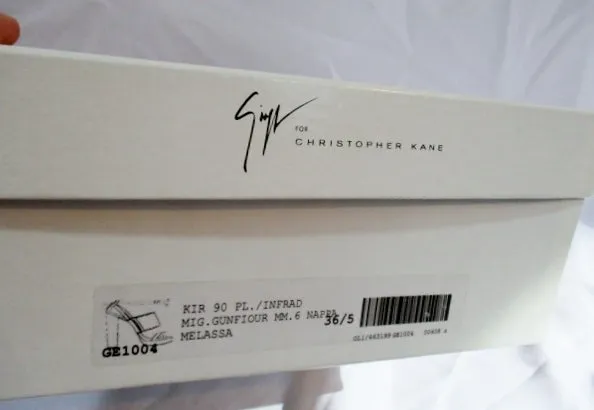 FOR
CHRISTOPHER KANE
KIR 90 PL./INFRAD
MIG.GUNFIOUR MM.6 NAPPA 36/5
MELASSA
GE1004